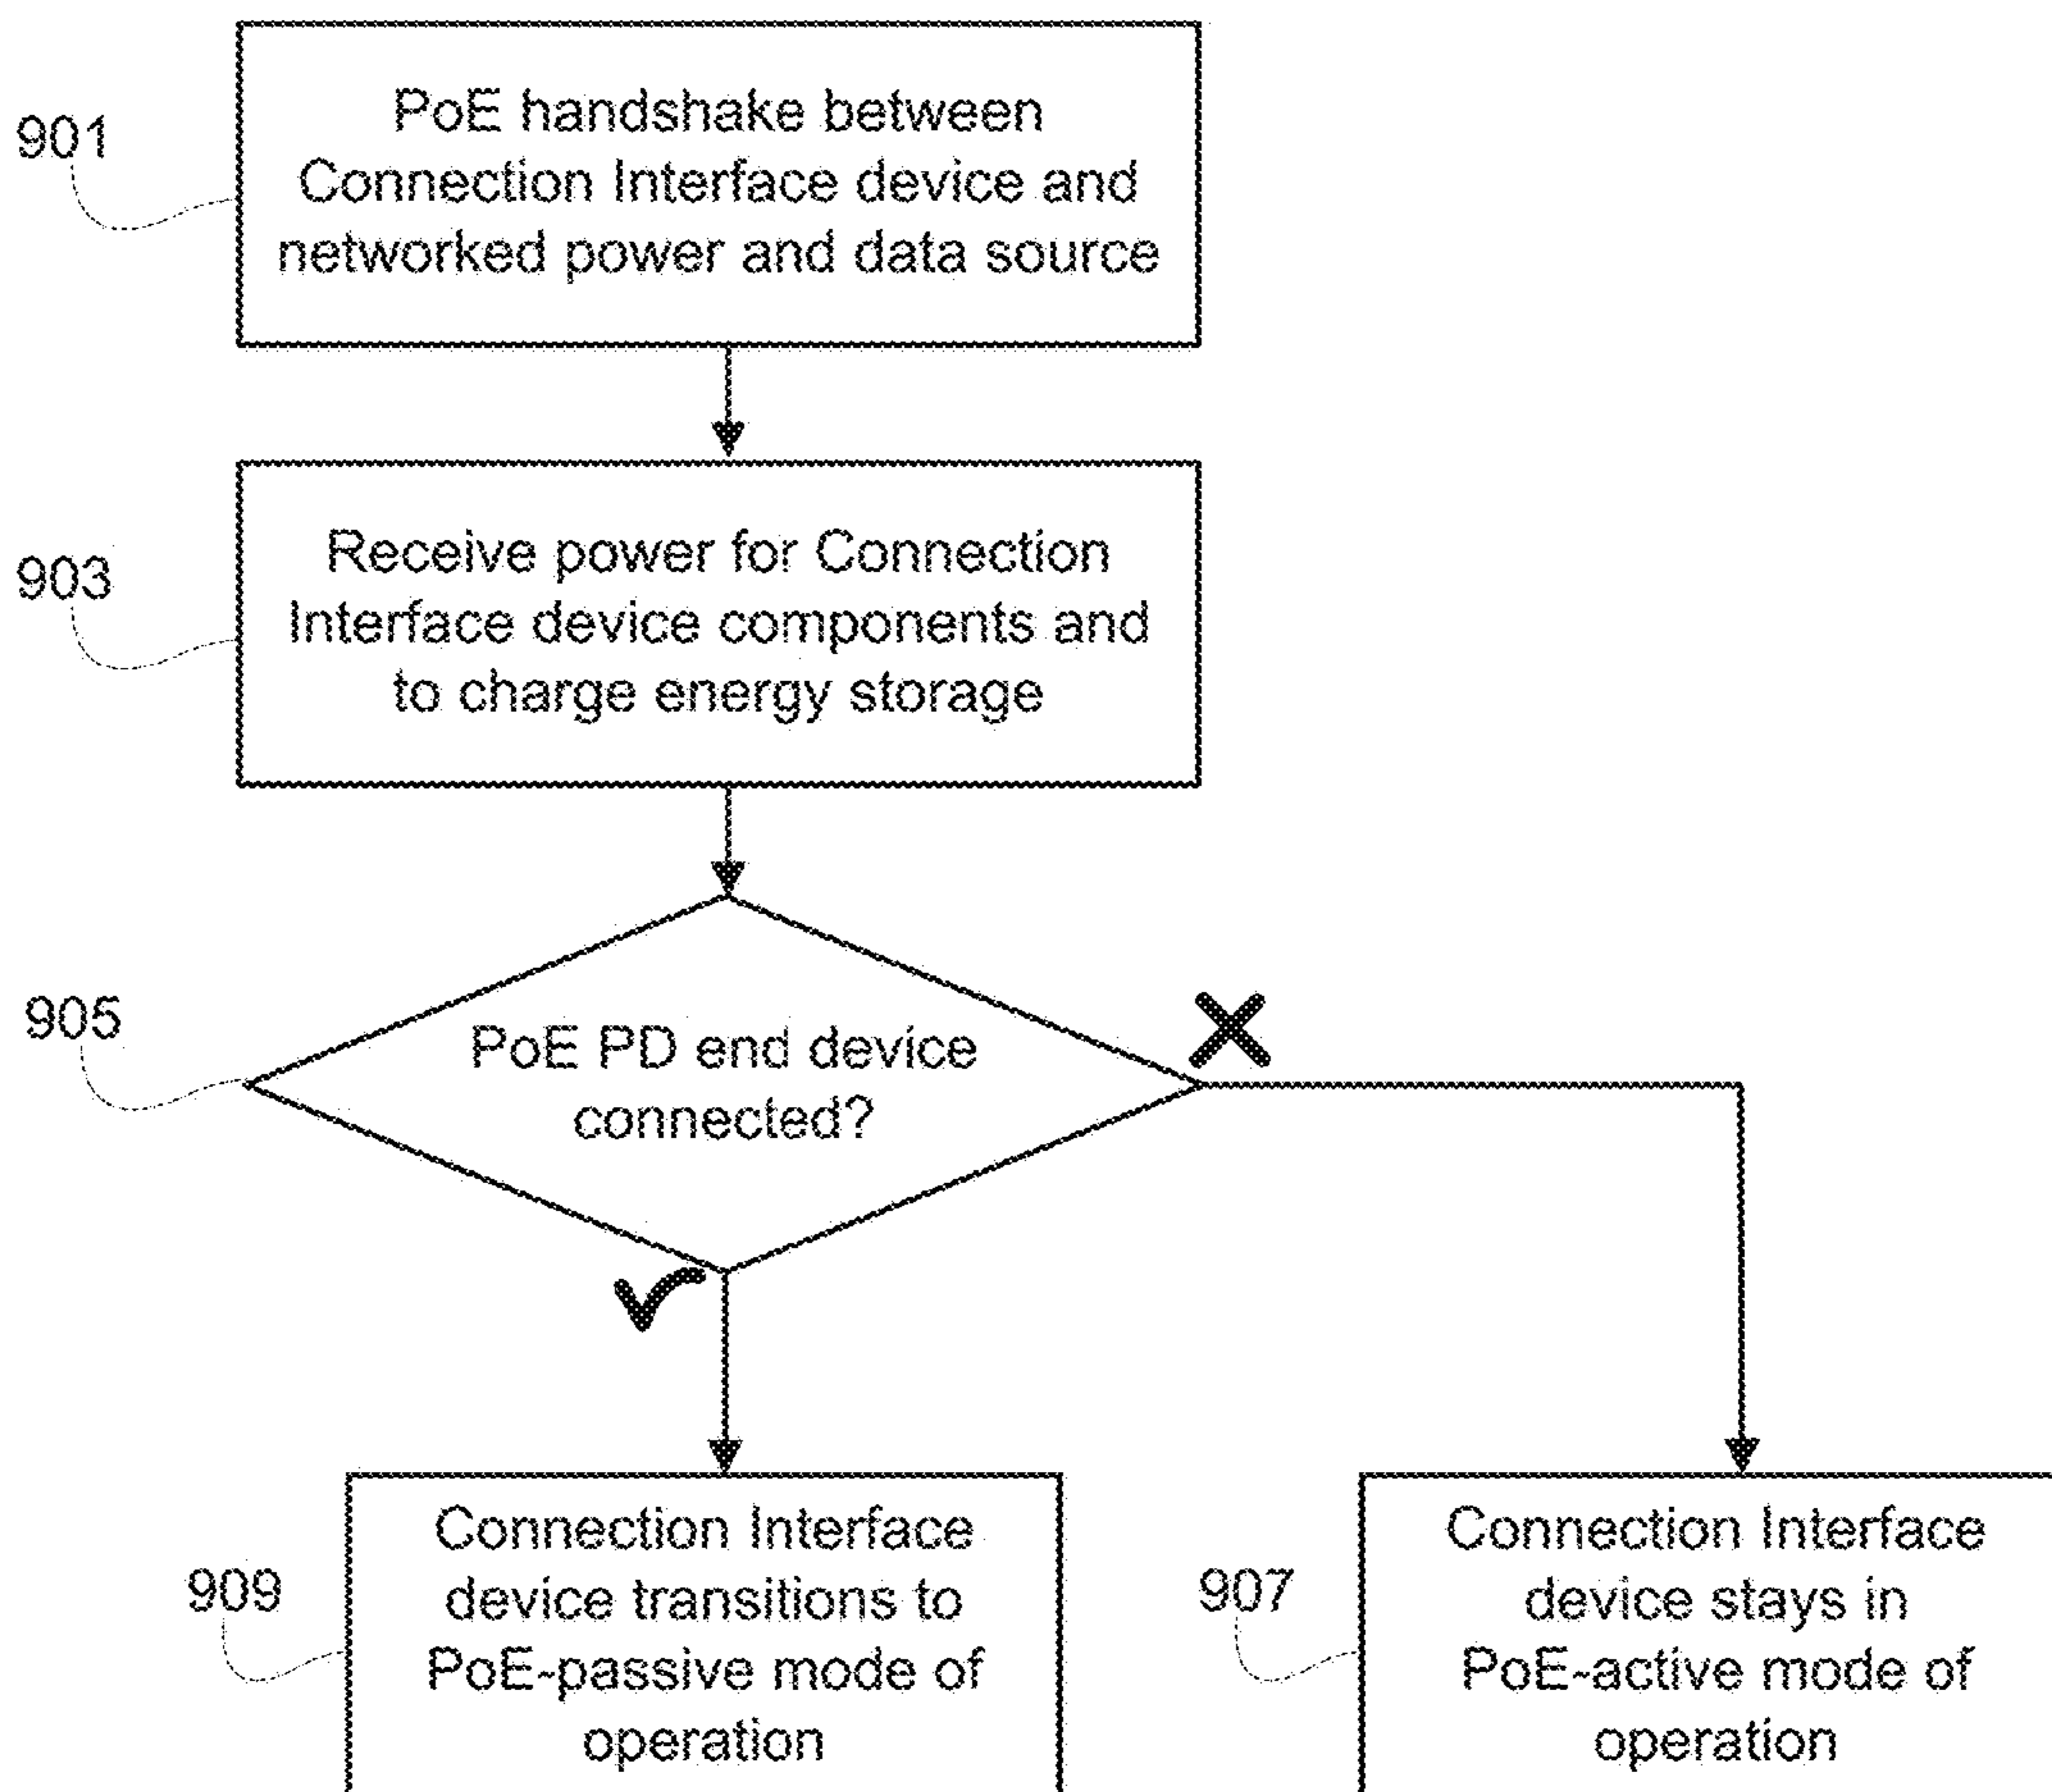 901
PoE handshake between
Connection Interface device and
networked power and data source
903
Receive power for Connection
Interface device components and
to charge energy storage
905
PoE PD end device
connected?
909
Connection Interface
device transitions to
PoE-passive mode of
operation
907
Connection Interface
device stays in
PoE-active mode of
operation